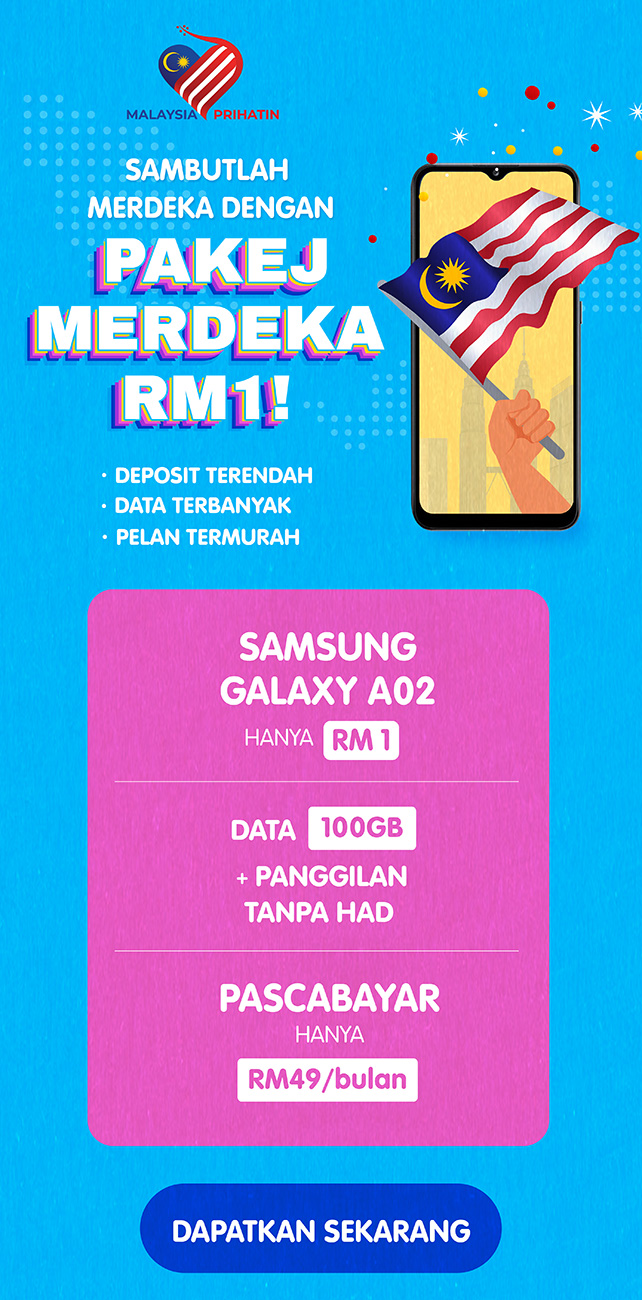 MALAYSIA PRIHATIN
SAMBUTLAH
MERDEKA DENGAN
PAKEJ
MERDEKA
RM1!
· DEPOSIT TERENDAH
· DATA TERBANYAK
· PELAN TERMURAH
SAMSUNG
GALAXY A02
HANYA RM 1
DATA 100GB
+ PANGGILAN
TANPA HAD
PASCABAYAR
HANYA
RM49/bulan
DAPATKAN SEKARANG